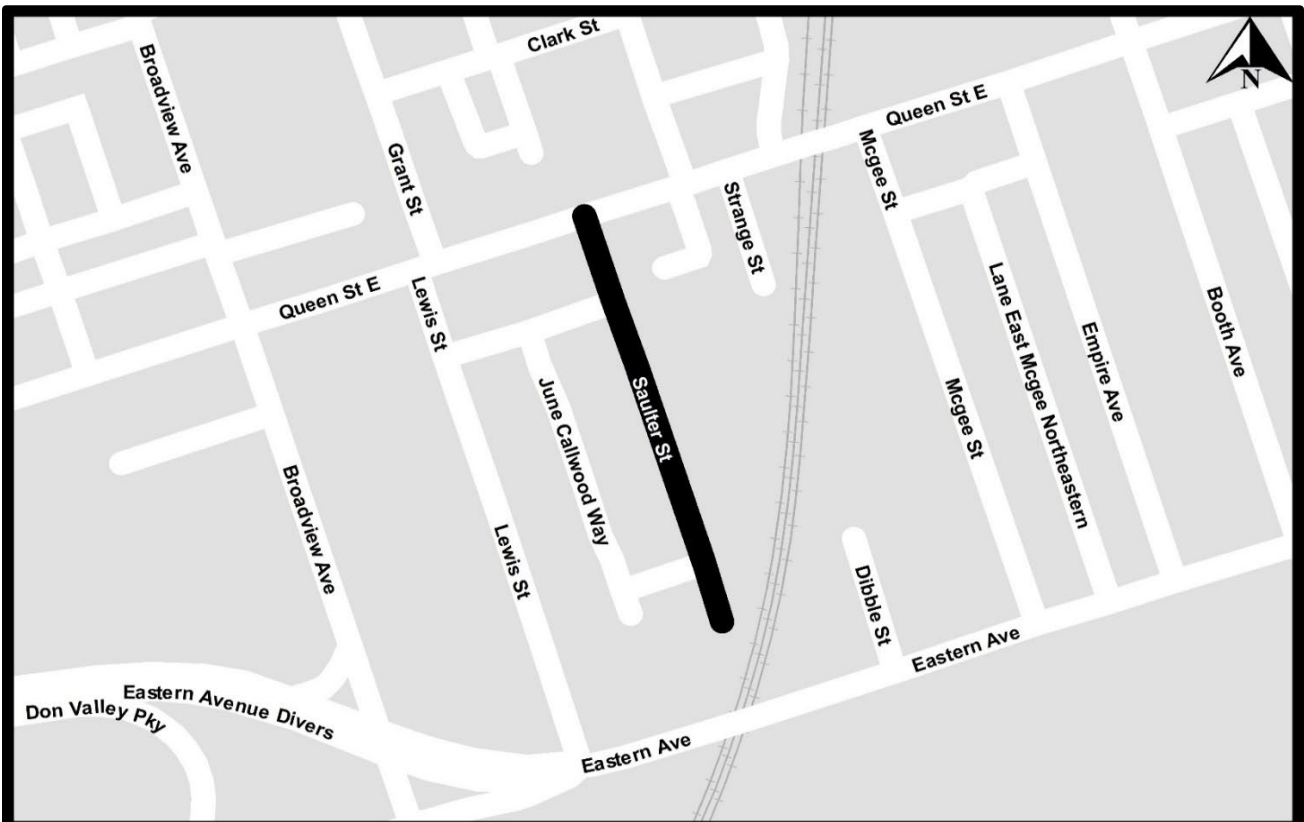 Clark St
Broadview Ave
N
Queen St E
Grant St
Mcgee St
Strange St
Queen St E
Lewis St
Lane East Mcgee Northeastern
Empire Ave
Booth Ave
June Callwood Way
Saulter St
Mcgee St
Broadview Ave
Lewis St
Dibble St
Eastern Ave
Eastern Avenue Divers
Don Valley Pky
Eastern Ave